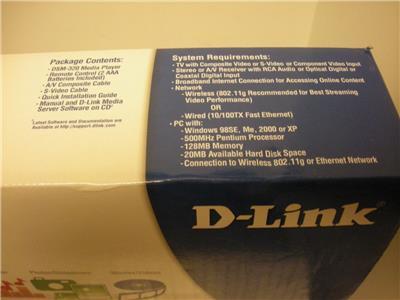 Package Contents:
- DSM-320 Media Player
- Remote Control (2 AAA
Batteries Included)
- A/V Composite Cable
- S-Video Cable
- Quick Installation Guide
- Manual and D-Link Media
Server Software on CD¹
¹Latest Software and Documentation are
Available at http://support.dlink.com
System Requirements:
- TV with Composite Video or S-Video or Component Video Input
- Stereo or A/V Receiver with RCA Audio or Optical Digital or
Coaxial Digital Input
- Broadband Internet Connection for Accessing Online Content
- Network
- Wireless (802.11g Recommended for Best Streaming
Video Performance)
OR
- Wired (10/100TX Fast Ethernet)
- PC with:
- Windows 98SE, Me, 2000 or XP
- 500MHz Pentium Processor
- 128MB Memory
- 20MB Available Hard Disk Space
- Connection to Wireless 802.11g or Ethernet Network
D-Link®